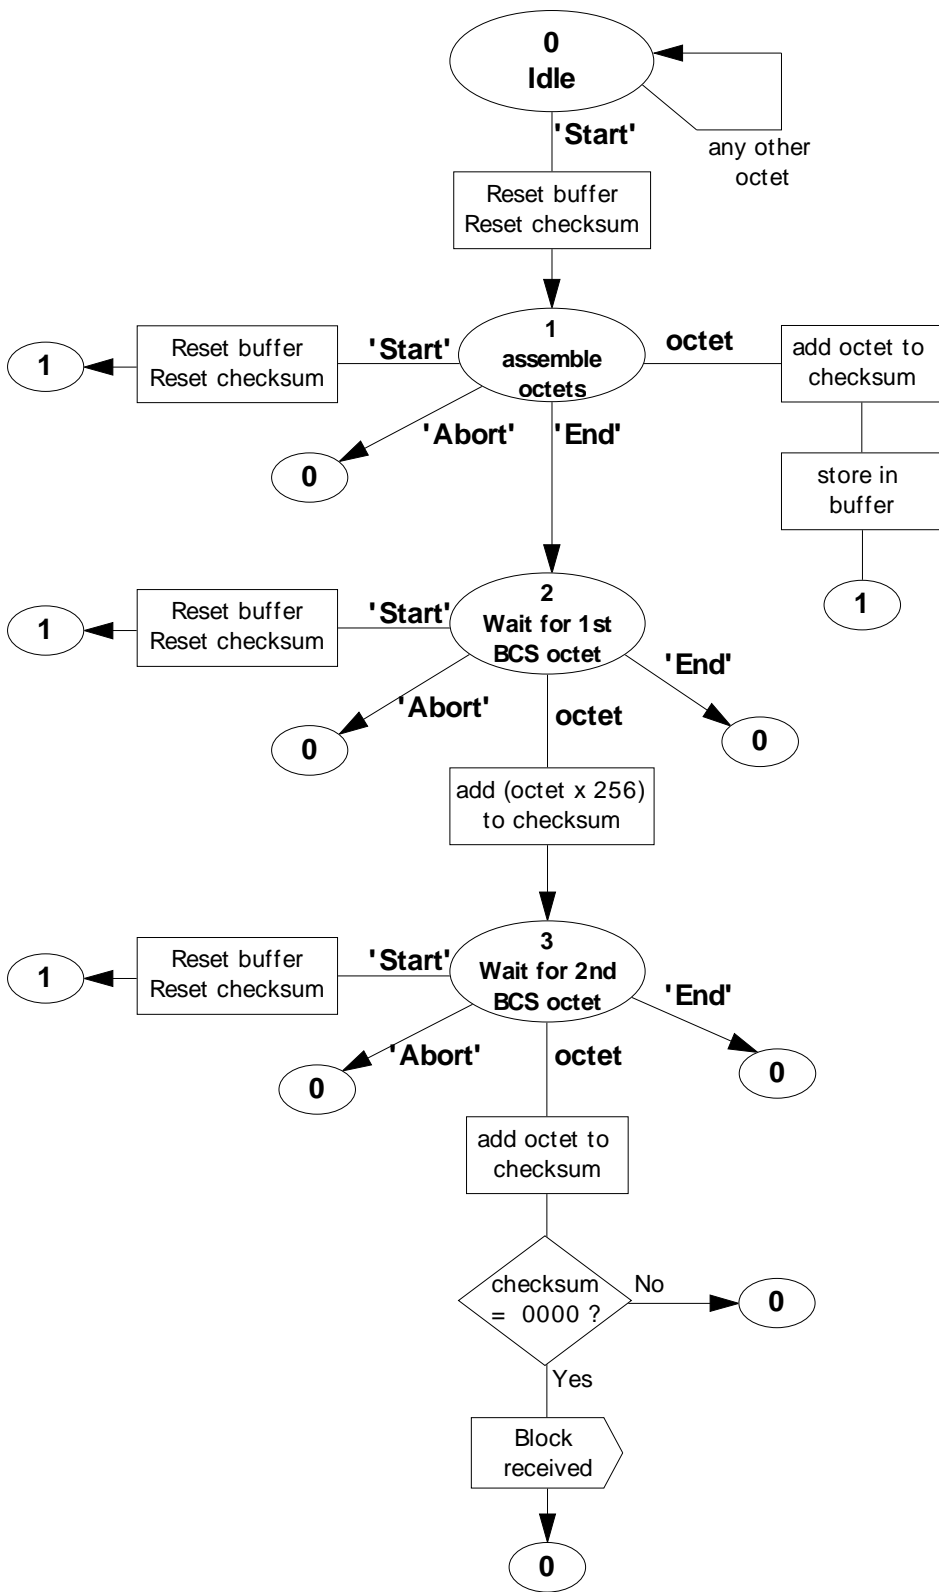 0
Idle
'Start'
any other
octet
Reset buffer
Reset checksum
1
assemble
octets
'Start'
Reset buffer
Reset checksum
1
'Abort'
0
'End'
octet
add octet to
checksum
store in
buffer
1
2
Wait for 1st
BCS octet
'Start'
Reset buffer
Reset checksum
1
'Abort'
0
octet
'End'
0
add (octet x 256)
to checksum
3
Wait for 2nd
BCS octet
'Start'
Reset buffer
Reset checksum
1
'Abort'
0
octet
'End'
0
add octet to
checksum
checksum
= 0000 ?
No
0
Yes
Block
received
0